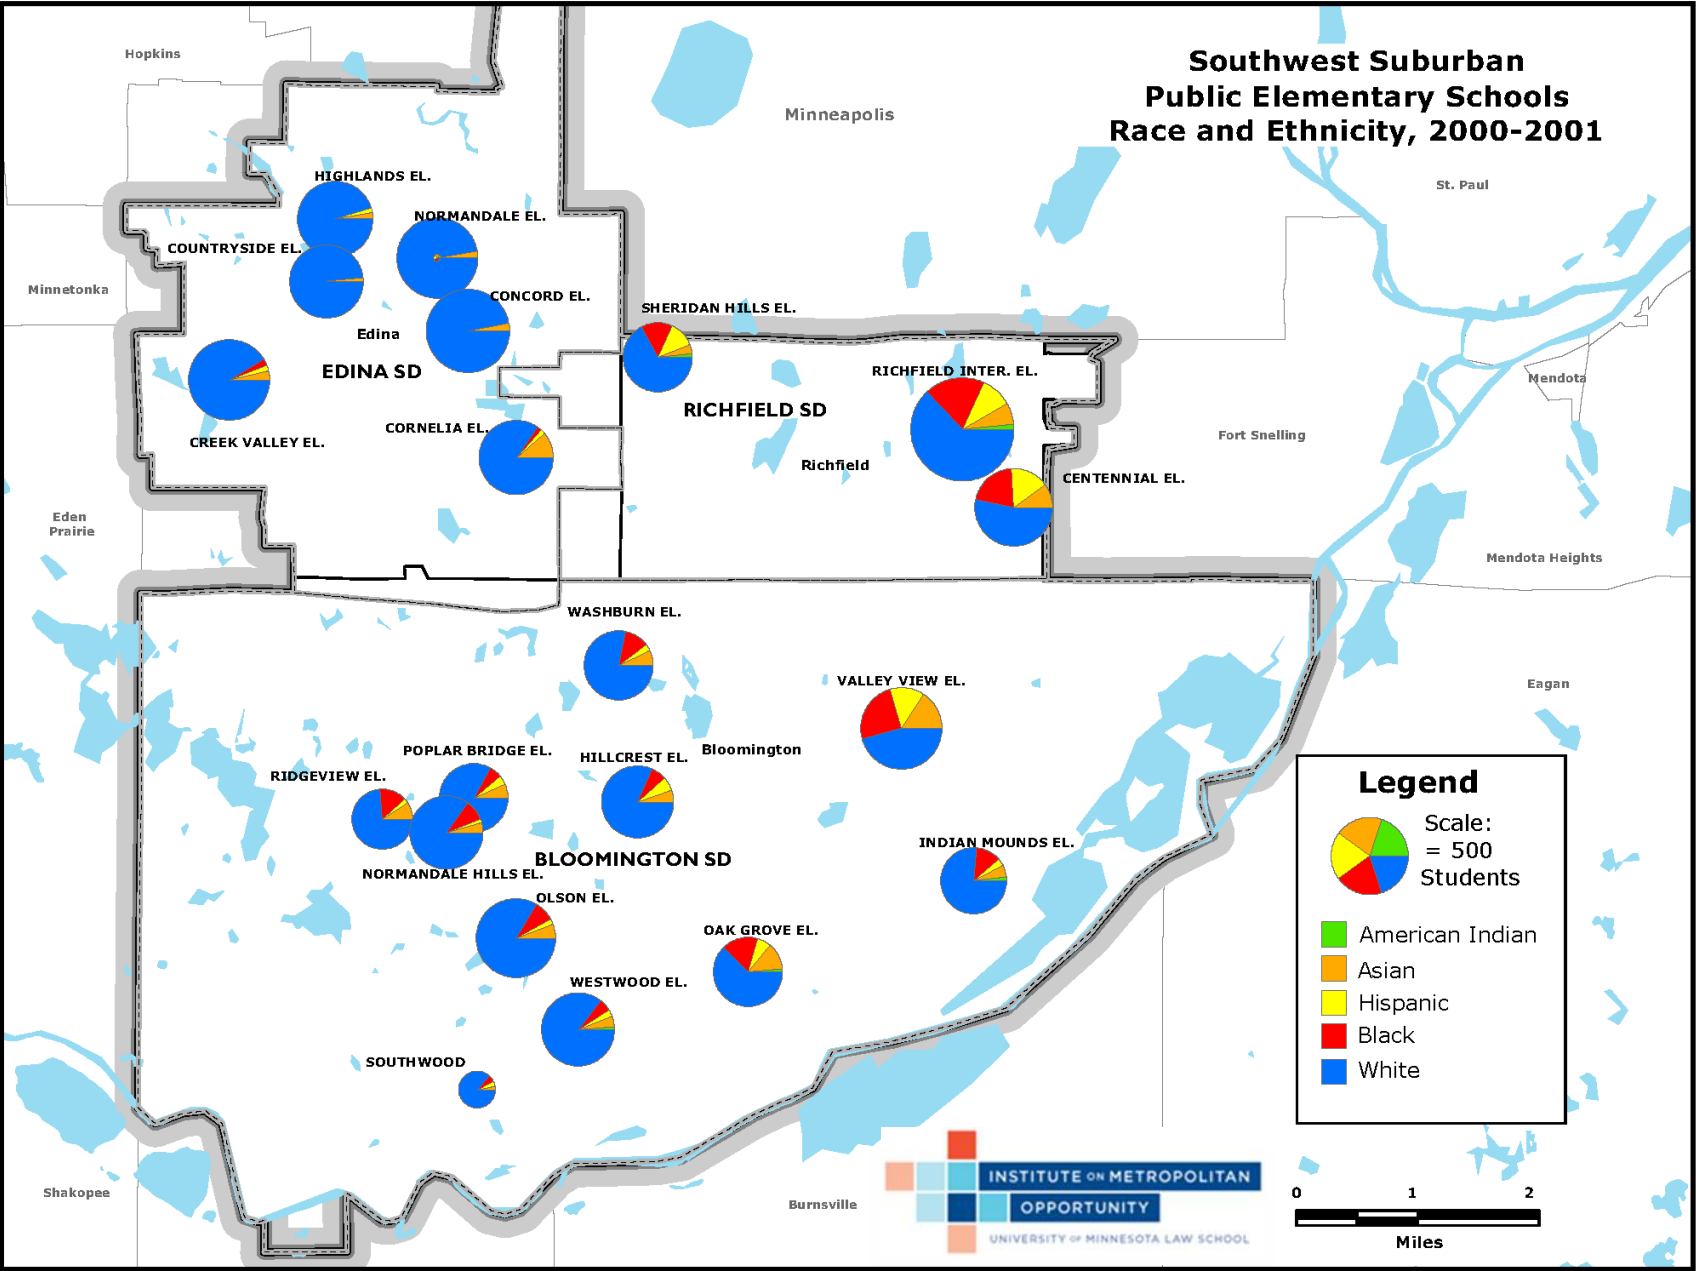 Southwest Suburban
Public Elementary Schools
Race and Ethnicity, 2000-2001
Hopkins
Minneapolis
St. Paul
HIGHLANDS EL.
NORMANDALE EL.
COUNTRYSIDE EL.
Minnetonka
CONCORD EL.
SHERIDAN HILLS EL.
Edina
EDINA SD
RICHFIELD INTER. EL.
Mendota
RICHFIELD SD
CORNELIA EL.
CREEK VALLEY EL.
Fort Snelling
Richfield
CENTENNIAL EL.
Eden
Prairie
Mendota Heights
WASHBURN EL.
VALLEY VIEW EL.
Eagan
POPLAR BRIDGE EL.
Bloomington
HILLCREST EL.
RIDGEVIEW EL.
INDIAN MOUNDS EL.
BLOOMINGTON SD
NORMANDALE HILLS EL.
OLSON EL.
OAK GROVE EL.
WESTWOOD EL.
SOUTHWOOD
Shakopee
Burnsville
Legend
Scale:
= 500
Students
American Indian
Asian
Hispanic
Black
White
INSTITUTE ON METROPOLITAN
OPPORTUNITY
UNIVERSITY OF MINNESOTA LAW SCHOOL
0 1 2
Miles